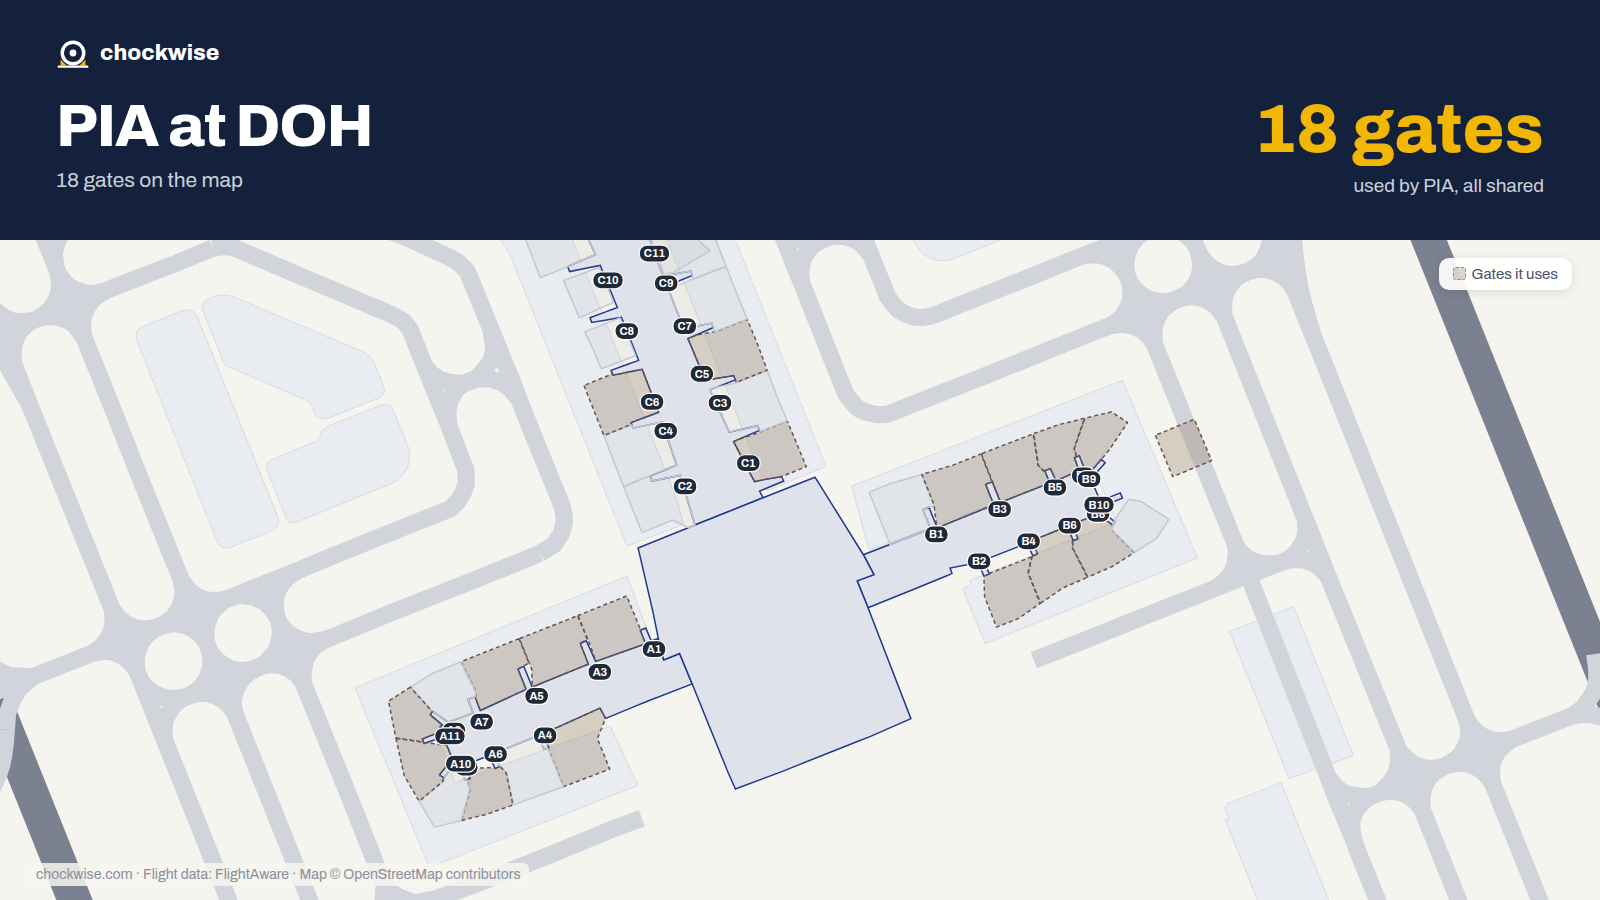 chockwise
PIA at DOH
18 gates on the map
18 gates
used by PIA, all shared
Gates it uses
C11
C10
C9
C8
C7
C5
C6
C3
C4
C1
C2
B9
B5
B3
B10
B8
B6
B1
B4
B2
A1
A3
A5
A7
A11
A4
A6
A10
chockwise.com · Flight data: FlightAware · Map © OpenStreetMap contributors